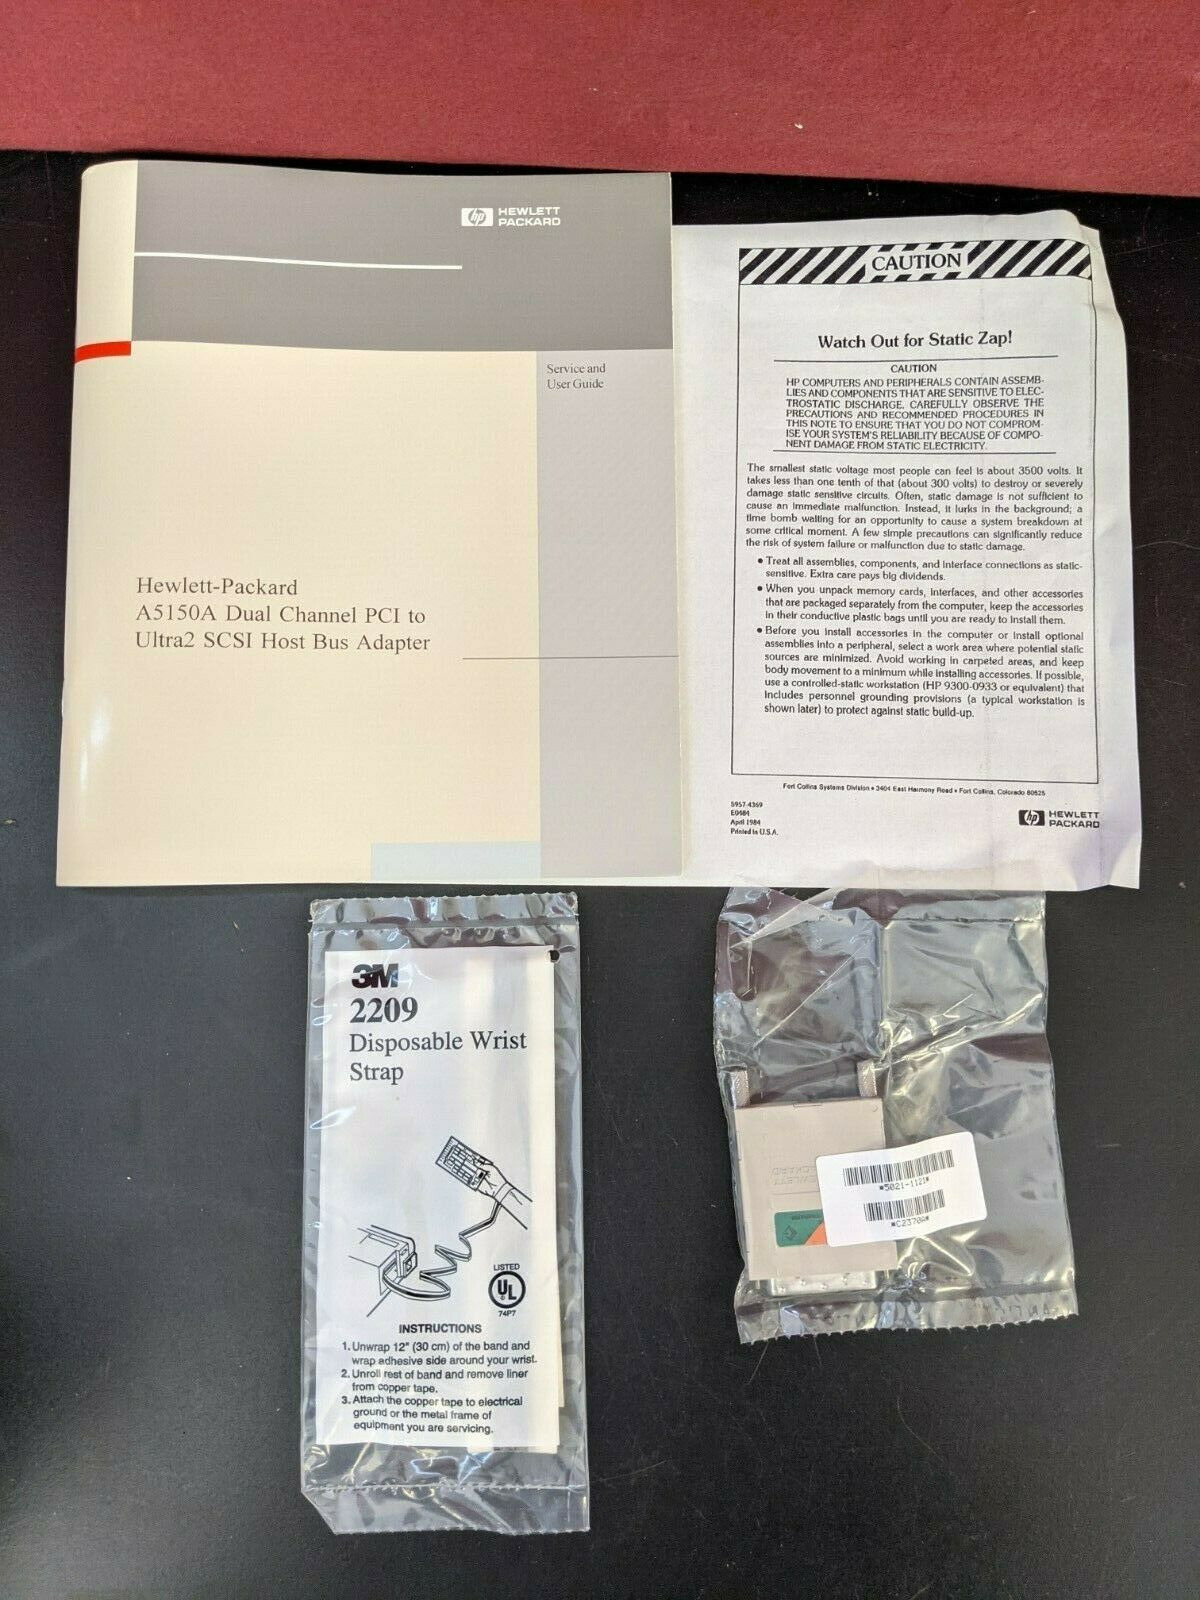 hp HEWLETT
PACKARD
Service and
User Guide
Hewlett-Packard
A5150A Dual Channel PCI to
Ultra2 SCSI Host Bus Adapter
CAUTION
Watch Out for Static Zap!
CAUTION
HP COMPUTERS AND PERIPHERALS CONTAIN ASSEMB-
LIES AND COMPONENTS THAT ARE SENSITIVE TO ELEC-
TROSTATIC DISCHARGE. CAREFULLY OBSERVE THE
PRECAUTIONS AND RECOMMENDED PROCEDURES IN
THIS NOTE TO ENSURE THAT YOU DO NOT COMPROM-
ISE YOUR SYSTEM'S RELIABILITY BECAUSE OF COMPO-
NENT DAMAGE FROM STATIC ELECTRICITY.
The smallest static voltage most people can feel is about 3500 volts. It
takes less than one tenth of that (about 300 volts) to destroy or severely
damage static sensitive circuits. Often, static damage is not sufficient to
cause an immediate malfunction. Instead, it lurks in the background; a
time bomb waiting for an opportunity to cause a system breakdown at
some critical moment. A few simple precautions can significantly reduce
the risk of system failure or malfunction due to static damage.
• Treat all assemblies, components, and interface connections as static-
sensitive. Extra care pays big dividends.
• When you unpack memory cards, interfaces, and other accessories
that are packaged separately from the computer, keep the accessories
in their conductive plastic bags until you are ready to install them.
• Before you install accessories in the computer or install optional
assemblies into a peripheral, select a work area where potential static
sources are minimized. Avoid working in carpeted areas, and keep
body movement to a minimum while installing accessories. If possible,
use a controlled-static workstation (HP 9300-0933 or equivalent) that
includes personnel grounding provisions (a typical workstation is
shown later) to protect against static build-up.
Fort Collins Systems Division • 3404 East Harmony Road • Fort Collins, Colorado 80525
5957-4369
E0484
April 1984
Printed in U.S.A.
hp HEWLETT
PACKARD
3M
2209
Disposable Wrist
Strap
LISTED
UL
74P7
INSTRUCTIONS
1. Unwrap 12" (30 cm) of the band and
wrap adhesive side around your wrist.
2. Unroll rest of band and remove liner
from copper tape.
3. Attach the copper tape to electrical
ground or the metal frame of
equipment you are servicing.
*5021-1121*
*C2370A*